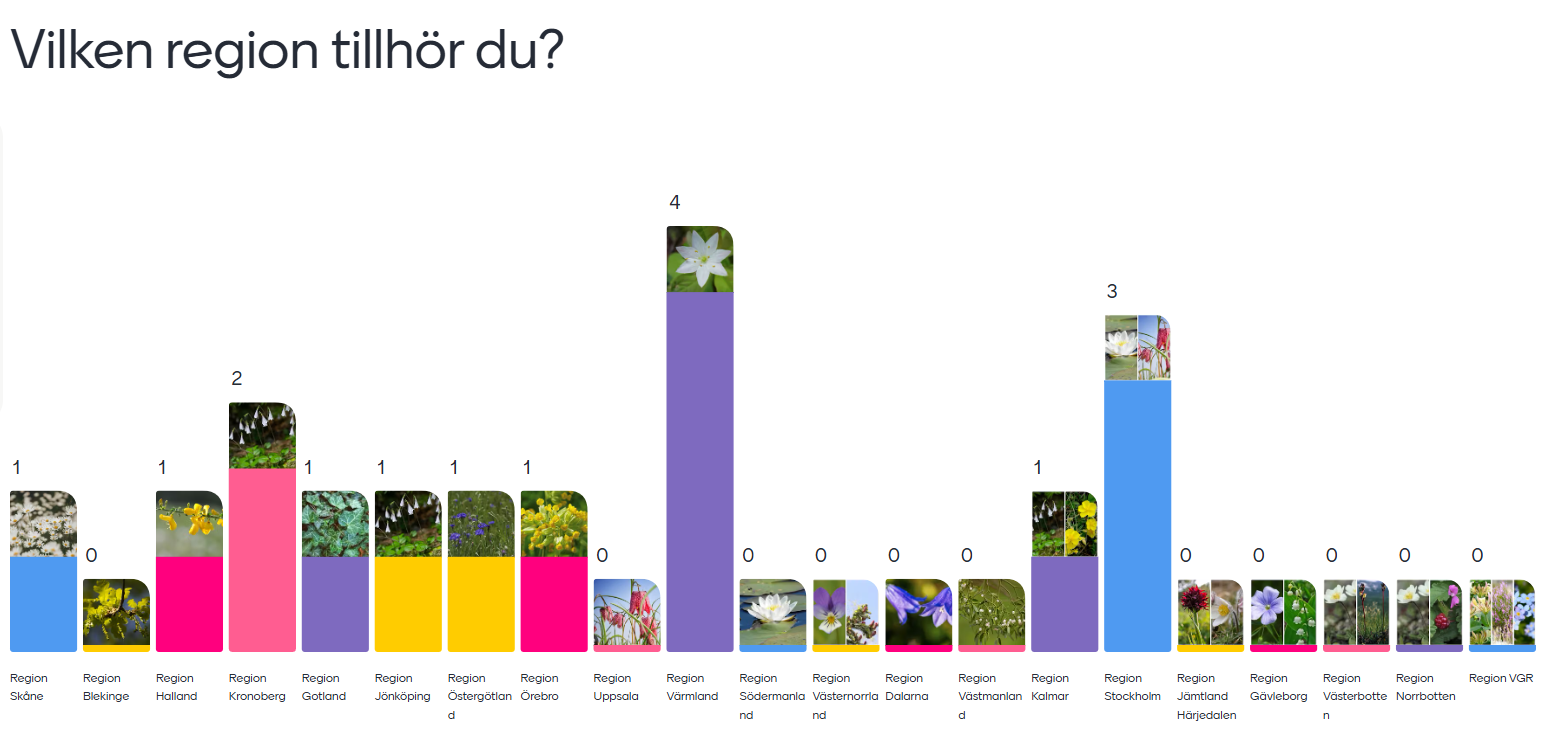 Vilken region tillhör du?
4
3
2
1
1
1
1
1
1
1
0
0
0
0
0
0
0
0
0
0
0
Region
Skåne
Region
Blekinge
Region
Halland
Region
Kronoberg
Region
Gotland
Region
Jönköping
Region
Östergötlan
d
Region
Örebro
Region
Uppsala
Region
Värmland
Region
Södermanla
nd
Region
Västernorrla
nd
Region
Dalarna
Region
Västmanlan
d
Region
Kalmar
Region
Stockholm
Region
Jämtland
Härjedalen
Region
Gävleborg
Region
Västerbotte
n
Region
Norrbotten
Region VGR